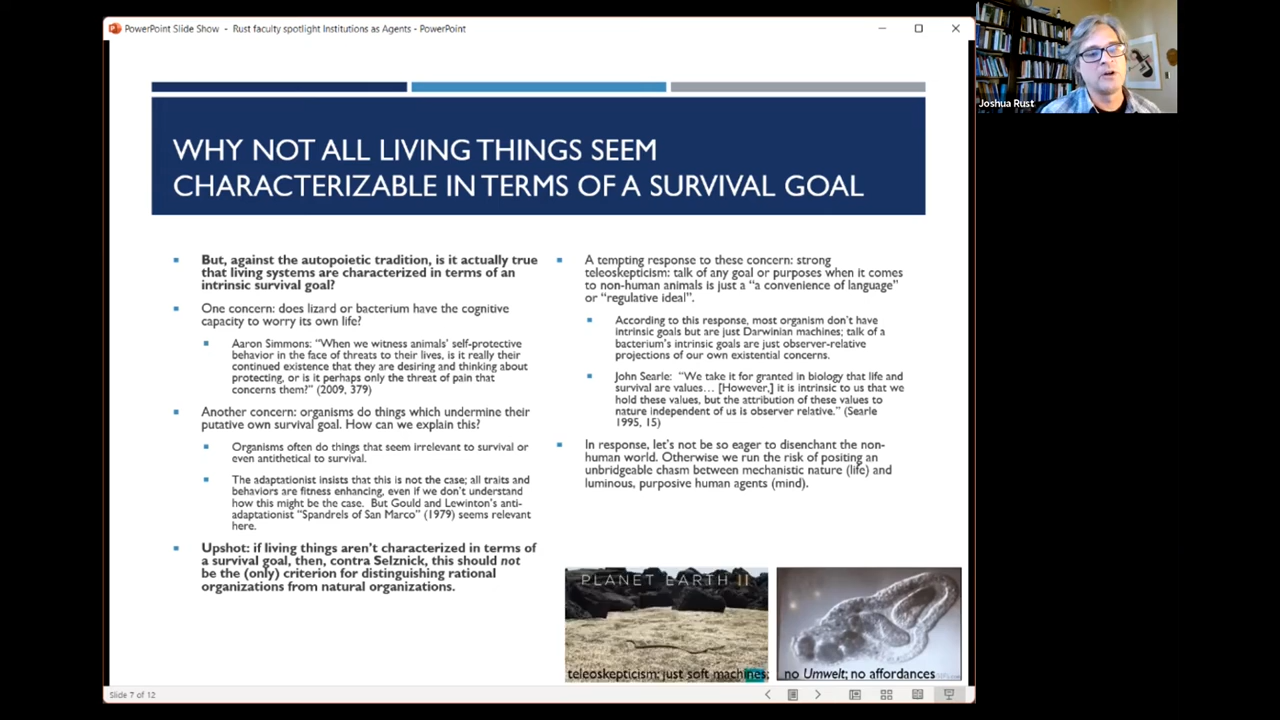 PowerPoint Slide Show - Rust faculty spotlight Institutions as Agents - PowerPoint
Joshua Rust
WHY NOT ALL LIVING THINGS SEEM
CHARACTERIZABLE IN TERMS OF A SURVIVAL GOAL
But, against the autopoietic tradition, is it actually true
that living systems are characterized in terms of an
intrinsic survival goal?
One concern: does lizard or bacterium have the cognitive
capacity to worry its own life?
Aaron Simmons: “When we witness animals’ self-protective
behavior in the face of threats to their lives, is it really their
continued existence that they are desiring and thinking about
protecting, or is it perhaps only the threat of pain that
concerns them?” (2009, 379)
Another concern: organisms do things which undermine their
putative own survival goal. How can we explain this?
Organisms often do things that seem irrelevant to survival or
even antithetical to survival.
The adaptationist insists that this is not the case; all traits and
behaviors are fitness enhancing, even if we don’t understand
how this might be the case. But Gould and Lewinton’s anti-
adaptationist “Spandrels of San Marco” (1979) seems relevant
here.
Upshot: if living things aren’t characterized in terms of
a survival goal, then, contra Selznick, this should not
be the (only) criterion for distinguishing rational
organizations from natural organizations.
A tempting response to these concern: strong
teleoskepticism: talk of any goal or purposes when it comes
to non-human animals is just a “a convenience of language”
or “regulative ideal”.
According to this response, most organism don’t have
intrinsic goals but are just Darwinian machines; talk of a
bacterium’s intrinsic goals are just observer-relative
projections of our own existential concerns.
John Searle: “We take it for granted in biology that life and
survival are values… [However,] it is intrinsic to us that we
hold these values, but the attribution of these values to
nature independent of us is observer relative.” (Searle
1995, 15)
In response, let’s not be so eager to disenchant the non-
human world. Otherwise we run the risk of positing an
unbridgeable chasm between mechanistic nature (life) and
luminous, purposive human agents (mind).
PLANET EARTH II
teleoskepticism: just soft machines; no Umwelt; no affordances
Slide 7 of 12